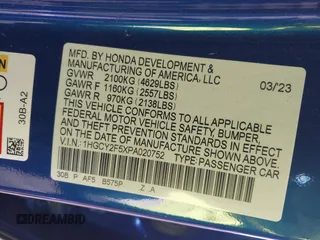 MFD. BY HONDA DEVELOPMENT & 03/23
MANUFACTURING OF AMERICA, LLC
GVWR 2100KG (4629LBS)
GAWR F 1160KG (2557LBS)
GAWR R 970KG (2138LBS)
THIS VEHICLE CONFORMS TO ALL APPLICABLE
FEDERAL MOTOR VEHICLE SAFETY, BUMPER,
AND THEFT PREVENTION STANDARDS IN EFFECT
ON THE DATE OF MANUFACTURE SHOWN ABOVE.
V.I.N.: 1HGCY2F5XPA020752 TYPE: PASSENGER CAR
30B P AF5 B575P Z A
30B-A2
DREAMBID